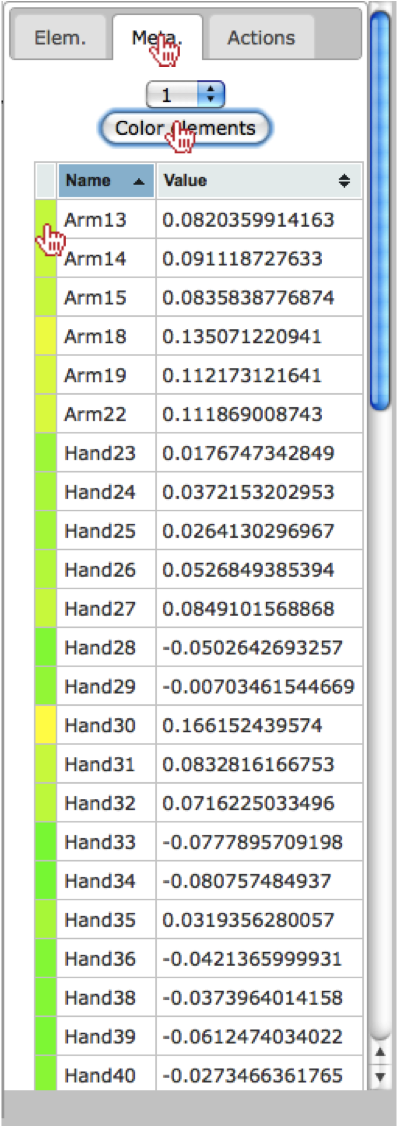 Elem. Meta. Actions
1
Color elements
Name Value
Arm13 0.0820359914163
Arm14 0.091118727633
Arm15 0.0835838776874
Arm18 0.135071220941
Arm19 0.112173121641
Arm22 0.111869008743
Hand23 0.0176747342849
Hand24 0.0372153202953
Hand25 0.0264130296967
Hand26 0.0526849385394
Hand27 0.0849101568868
Hand28 -0.0502642693257
Hand29 -0.00703461544669
Hand30 0.166152439574
Hand31 0.0832816166753
Hand32 0.0716225033496
Hand33 -0.0777895709198
Hand34 -0.080757484937
Hand35 0.0319356280057
Hand36 -0.0421365999931
Hand38 -0.0373964014158
Hand39 -0.0612474034022
Hand40 -0.0273466361765